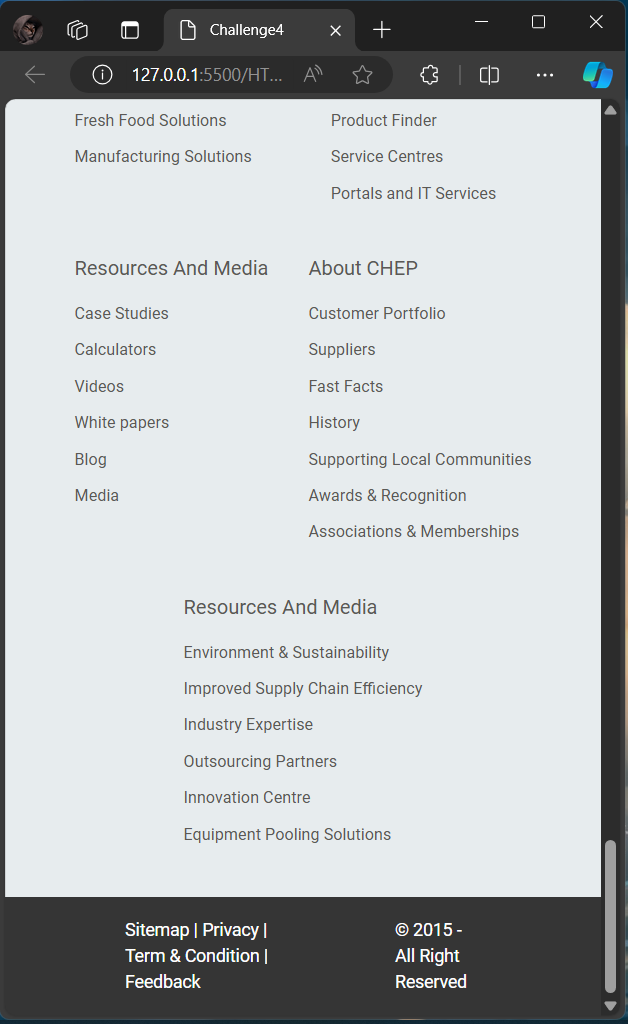 Challenge4
127.0.0.1:5500/HT...
Fresh Food Solutions
Manufacturing Solutions
Product Finder
Service Centres
Portals and IT Services
Resources And Media
Case Studies
Calculators
Videos
White papers
Blog
Media
About CHEP
Customer Portfolio
Suppliers
Fast Facts
History
Supporting Local Communities
Awards & Recognition
Associations & Memberships
Resources And Media
Environment & Sustainability
Improved Supply Chain Efficiency
Industry Expertise
Outsourcing Partners
Innovation Centre
Equipment Pooling Solutions
Sitemap | Privacy |
Term & Condition |
Feedback
© 2015 -
All Right
Reserved